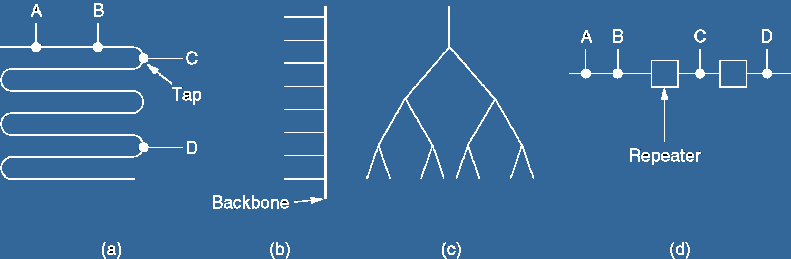 A B
C
Tap
D
Backbone
A B C D
Repeater
(a) (b) (c) (d)